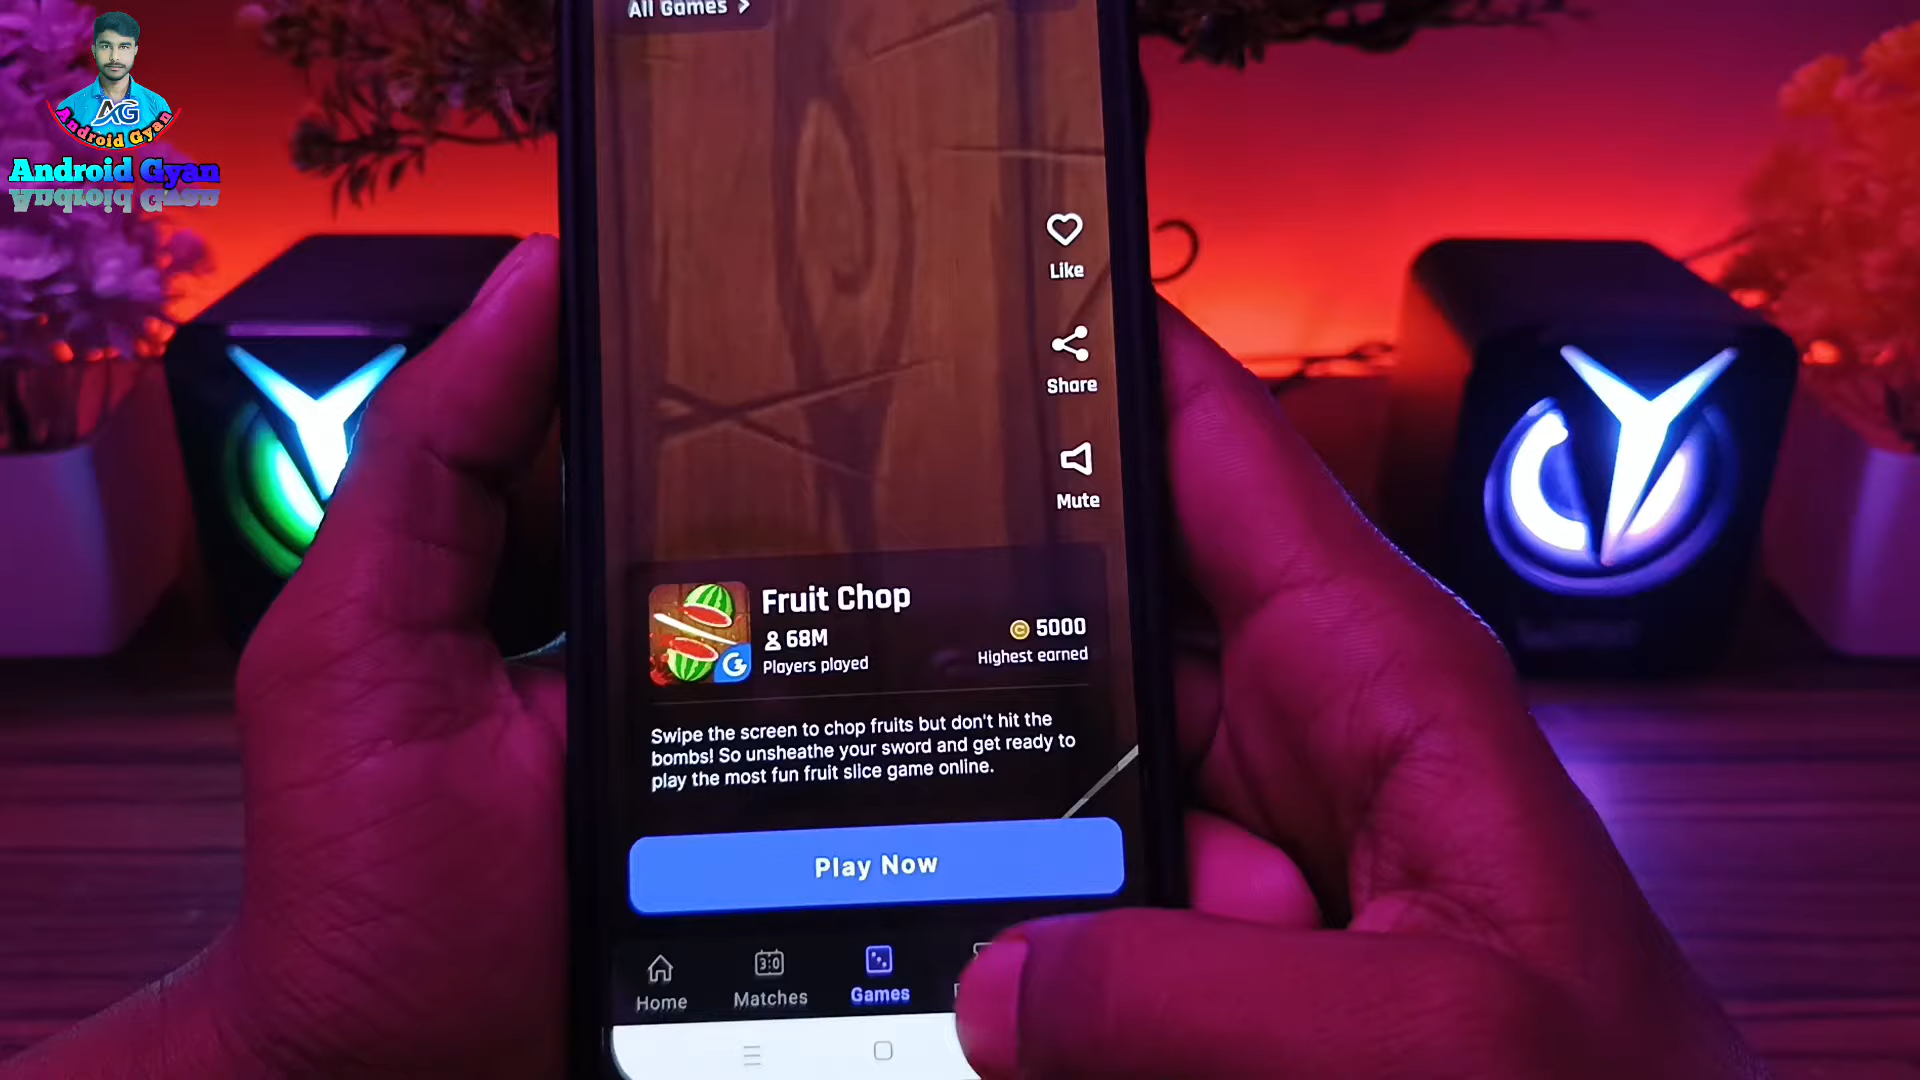 All Games >
AG
Android Gyan
Android Gyan
Like
Share
Mute
Fruit Chop
68M
Players played
5000
Highest earned
Swipe the screen to chop fruits but don't hit the
bombs! So unsheathe your sword and get ready to
play the most fun fruit slice game online.
Play Now
3:0
Home
Matches
Games